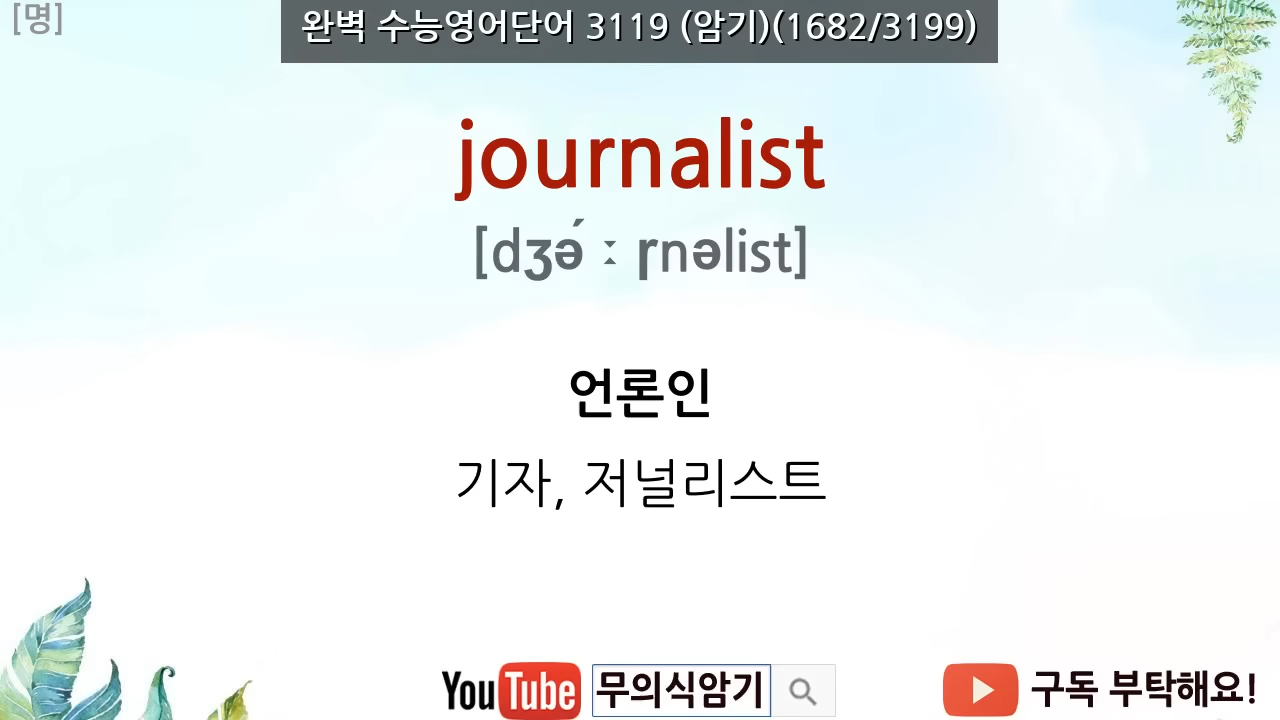 [명]
완벽 수능영어단어 3119 (암기)(1682/3199)
journalist
[dʒə́ːrnəlist]
언론인
기자, 저널리스트
YouTube 무의식암기
구독 부탁해요!